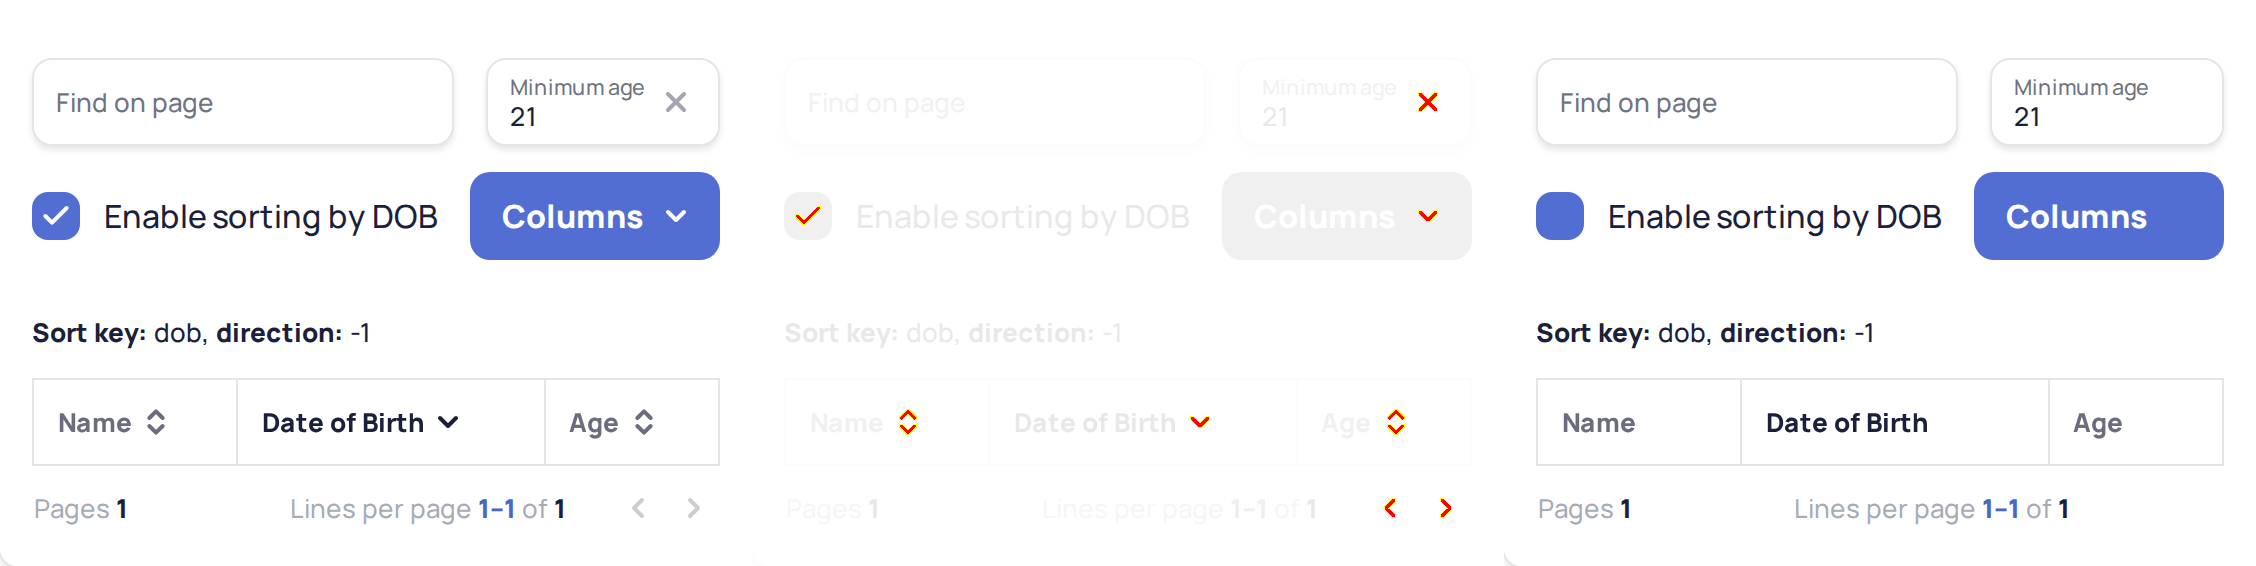 Find on page
Minimum age
21
Enable sorting by DOB
Columns
Sort key: dob, direction: -1
Name
Date of Birth
Age
Pages 1
Lines per page 1–1 of 1
Find on page
Minimum age
21
Enable sorting by DOB
Columns
Sort key: dob, direction: -1
Name
Date of Birth
Age
Pages 1
Lines per page 1–1 of 1
Find on page
Minimum age
21
Enable sorting by DOB
Columns
Sort key: dob, direction: -1
Name
Date of Birth
Age
Pages 1
Lines per page 1–1 of 1